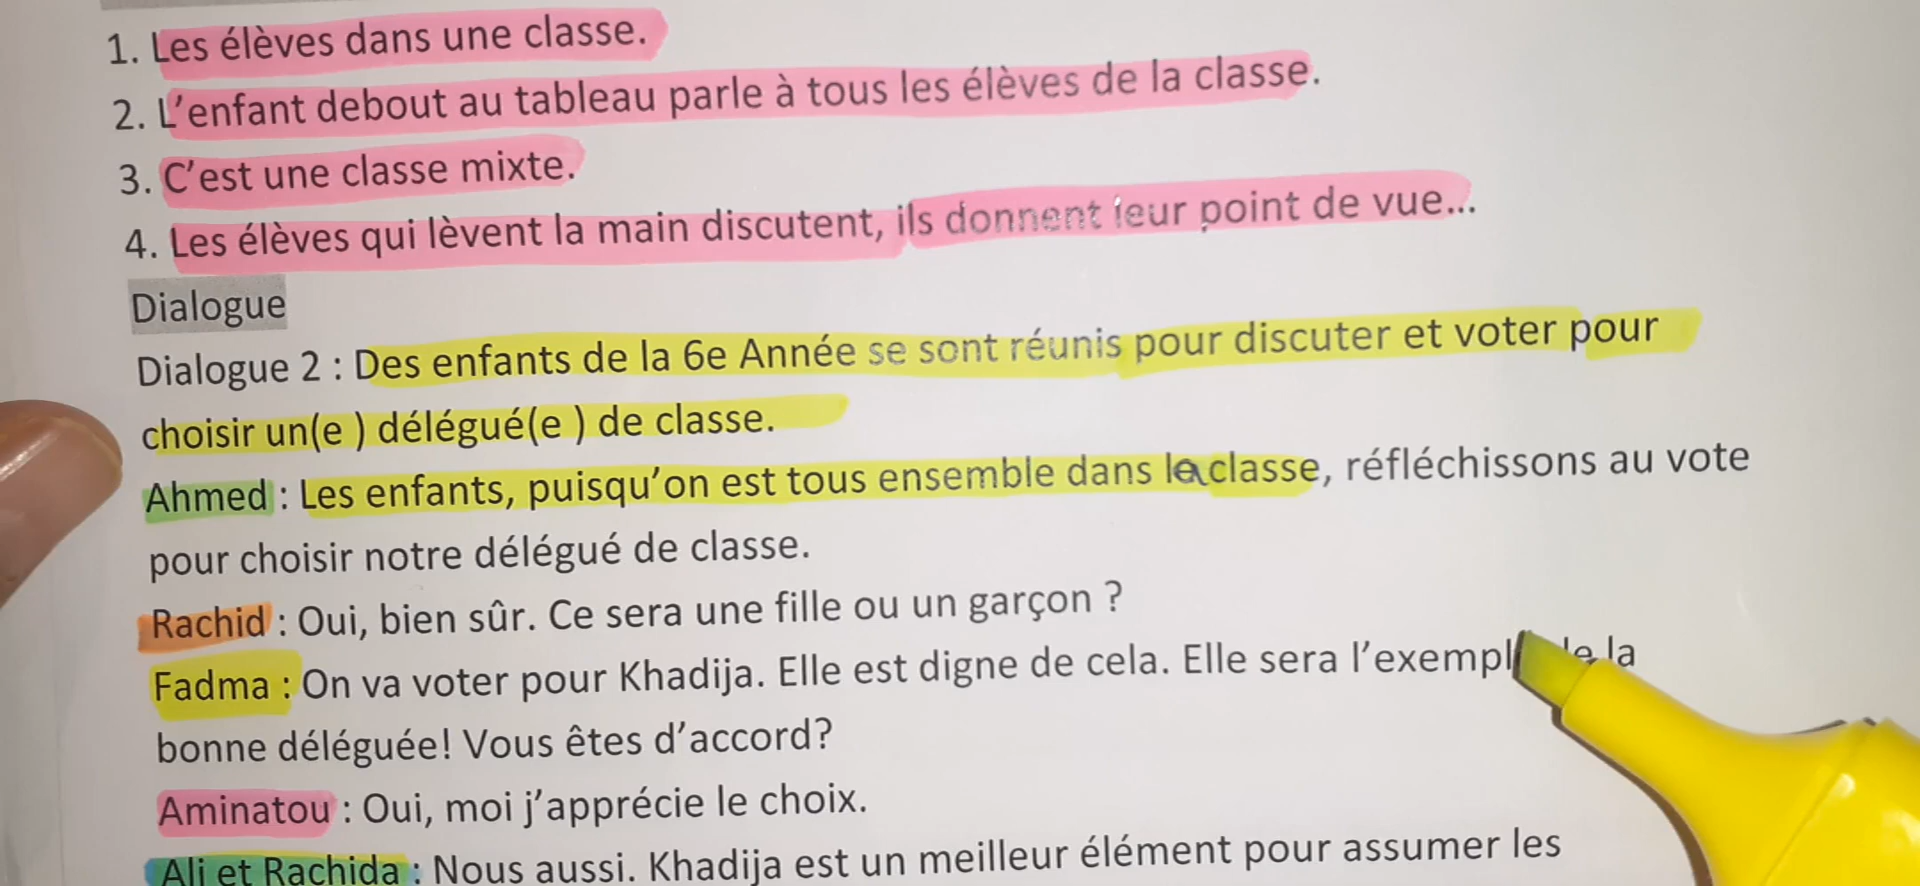 1. Les élèves dans une classe.
2. L'enfant debout au tableau parle à tous les élèves de la classe.
3. C'est une classe mixte.
4. Les élèves qui lèvent la main discutent, ils donnent leur point de vue...
Dialogue
Dialogue 2 : Des enfants de la 6e Année se sont réunis pour discuter et voter pour
choisir un(e ) délégué(e ) de classe.
Ahmed : Les enfants, puisqu'on est tous ensemble dans la classe, réfléchissons au vote
pour choisir notre délégué de classe.
Rachid : Oui, bien sûr. Ce sera une fille ou un garçon ?
Fadma : On va voter pour Khadija. Elle est digne de cela. Elle sera l'exemple de la
bonne déléguée! Vous êtes d'accord?
Aminatou : Oui, moi j'apprécie le choix.
Ali et Rachida : Nous aussi. Khadija est un meilleur élément pour assumer les